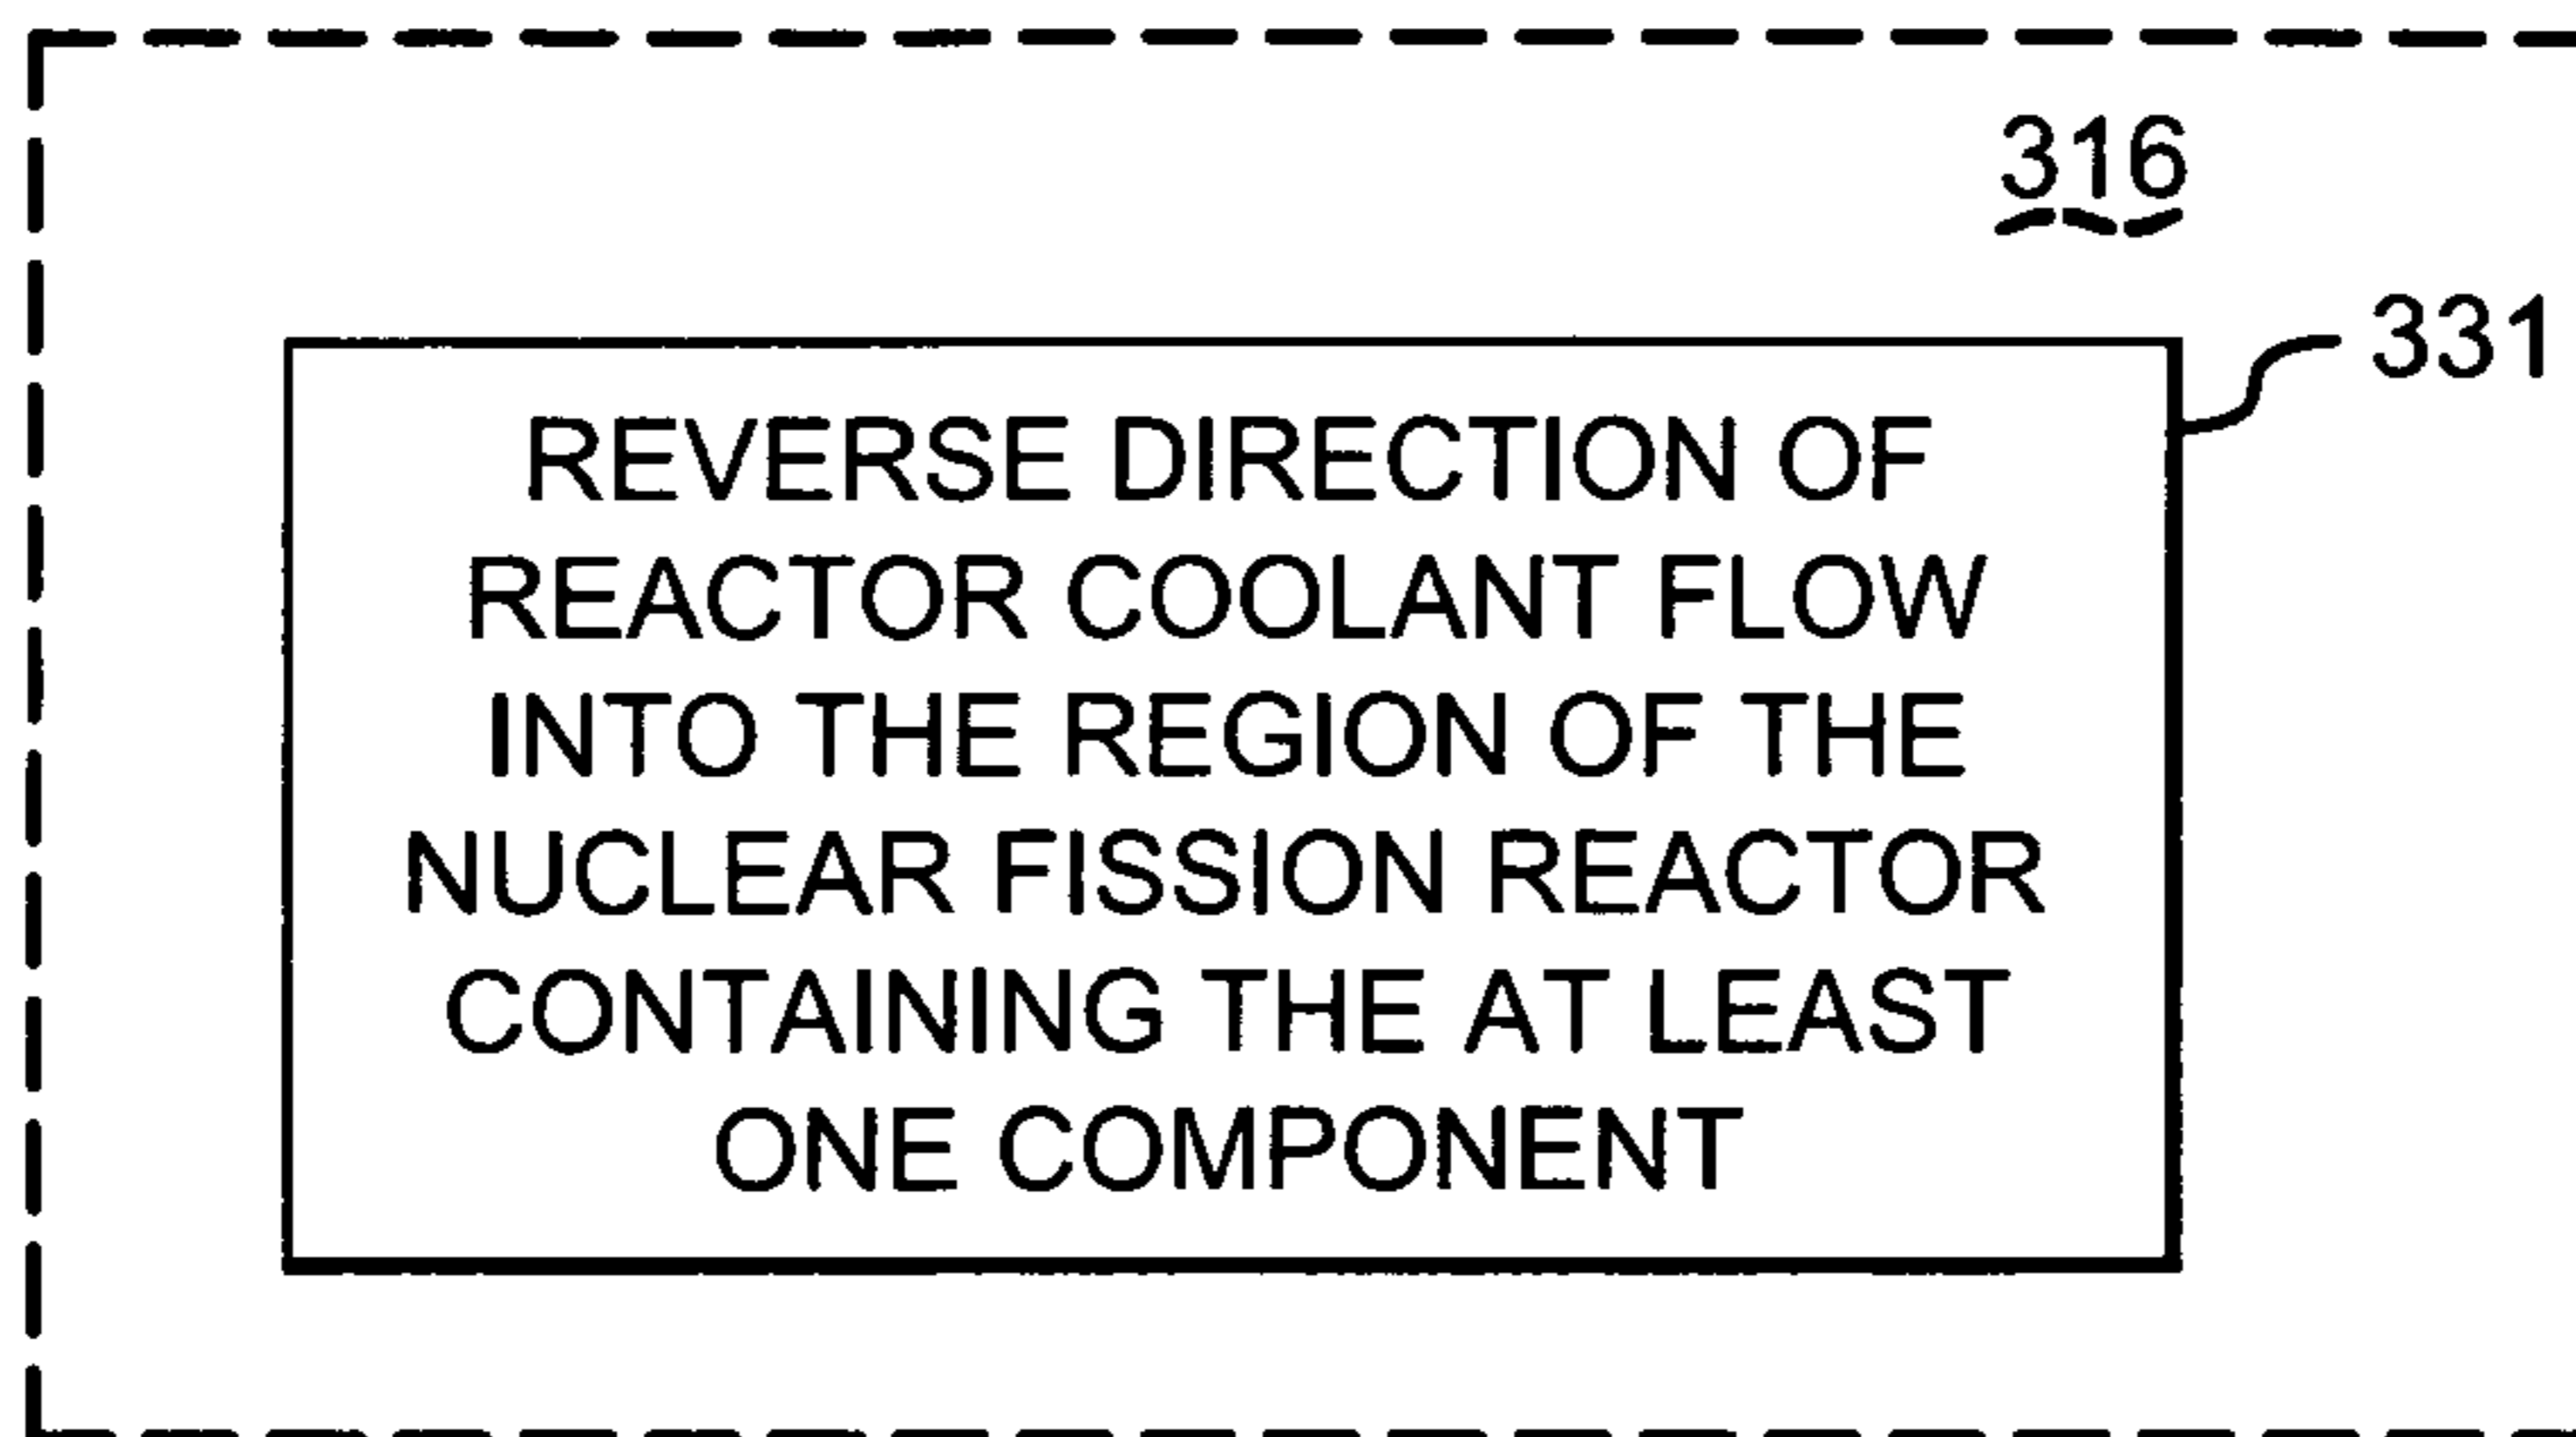 316
331
REVERSE DIRECTION OF
REACTOR COOLANT FLOW
INTO THE REGION OF THE
NUCLEAR FISSION REACTOR
CONTAINING THE AT LEAST
ONE COMPONENT